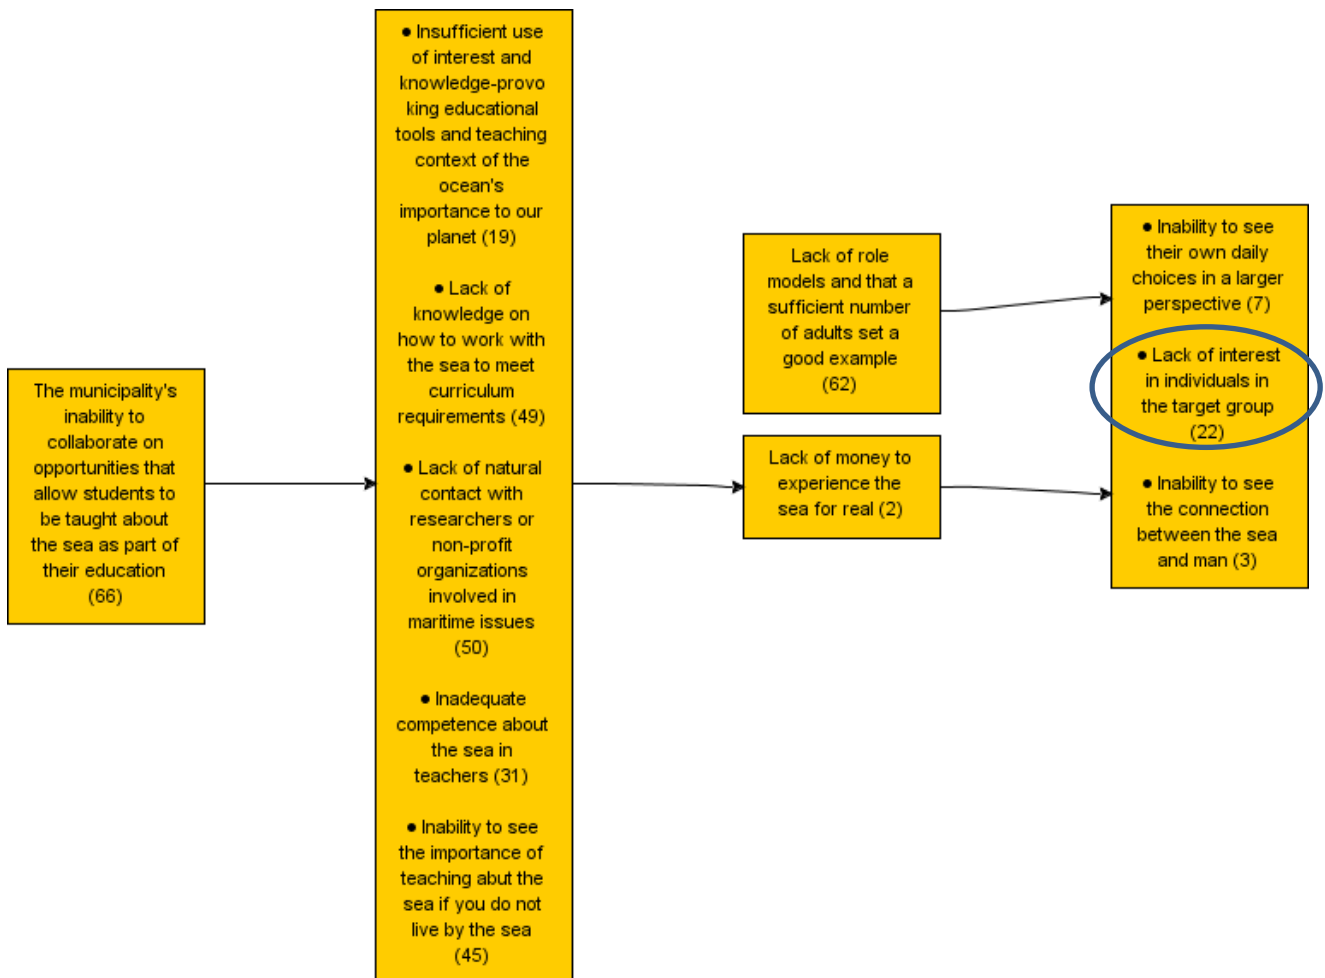 The municipality's
inability to
collaborate on
opportunities that
allow students to
be taught about
the sea as part of
their education
(66)
● Insufficient use
of interest and
knowledge-provo
king educational
tools and teaching
context of the
ocean's
importance to our
planet (19)
● Lack of
knowledge on
how to work with
the sea to meet
curriculum
requirements (49)
● Lack of natural
contact with
researchers or
non-profit
organizations
involved in
maritime issues
(50)
● Inadequate
competence about
the sea in
teachers (31)
● Inability to see
the importance of
teaching abut the
sea if you do not
live by the sea
(45)
Lack of role
models and that a
sufficient number
of adults set a
good example
(62)
Lack of money to
experience the
sea for real (2)
● Inability to see
their own daily
choices in a larger
perspective (7)
● Lack of interest
in individuals in
the target group
(22)
● Inability to see
the connection
between the sea
and man (3)